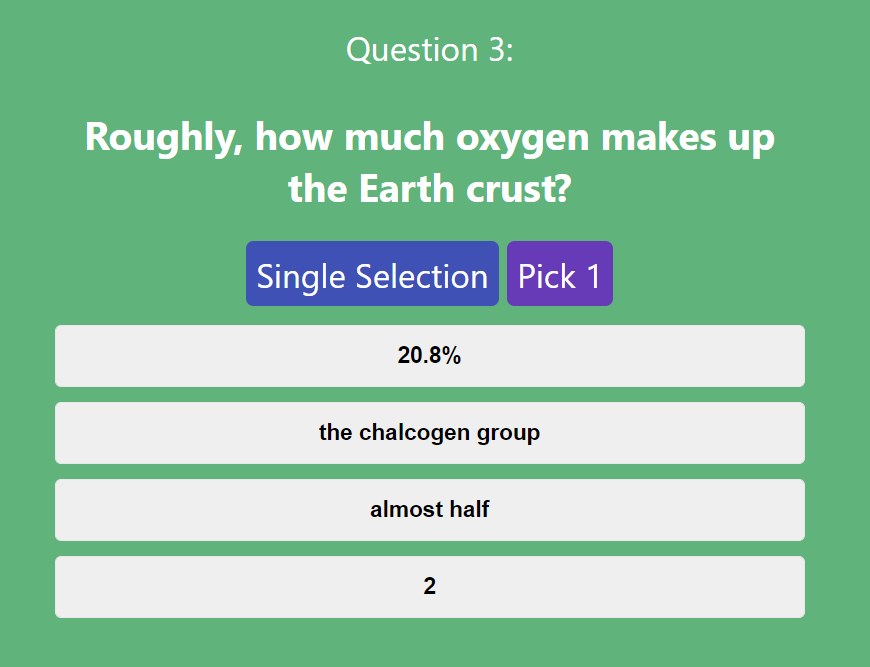 Question 3:
Roughly, how much oxygen makes up
the Earth crust?
Single Selection Pick 1
20.8%
the chalcogen group
almost half
2